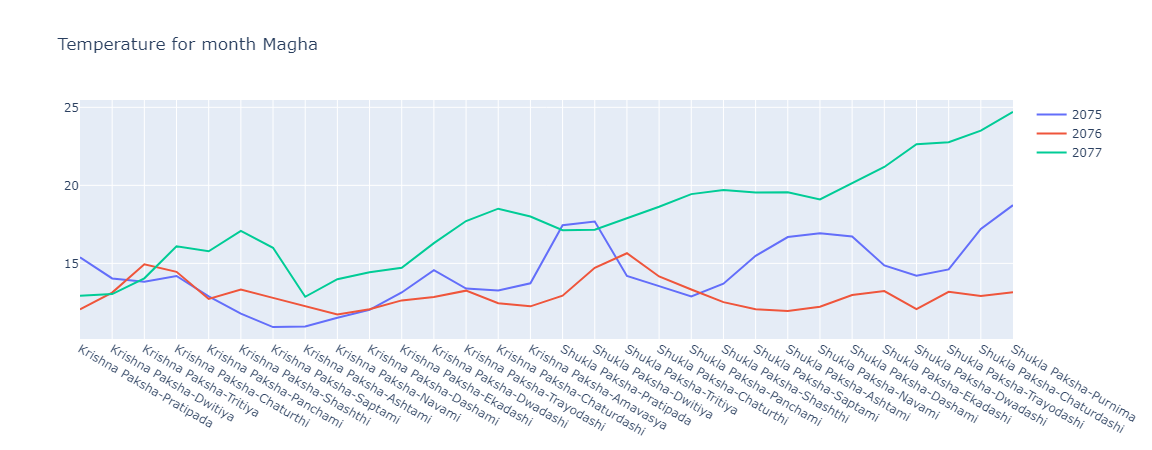 Temperature for month Magha
25
20
15
2075
2076
2077
Krishna Paksha-Pratipada
Krishna Paksha-Dwitiya
Krishna Paksha-Tritiya
Krishna Paksha-Chaturthi
Krishna Paksha-Panchami
Krishna Paksha-Shashthi
Krishna Paksha-Saptami
Krishna Paksha-Ashtami
Krishna Paksha-Navami
Krishna Paksha-Dashami
Krishna Paksha-Ekadashi
Krishna Paksha-Dwadashi
Krishna Paksha-Trayodashi
Krishna Paksha-Chaturdashi
Krishna Paksha-Amavasya
Shukla Paksha-Pratipada
Shukla Paksha-Dwitiya
Shukla Paksha-Tritiya
Shukla Paksha-Chaturthi
Shukla Paksha-Panchami
Shukla Paksha-Shashthi
Shukla Paksha-Saptami
Shukla Paksha-Ashtami
Shukla Paksha-Navami
Shukla Paksha-Dashami
Shukla Paksha-Ekadashi
Shukla Paksha-Dwadashi
Shukla Paksha-Trayodashi
Shukla Paksha-Chaturdashi
Shukla Paksha-Purnima